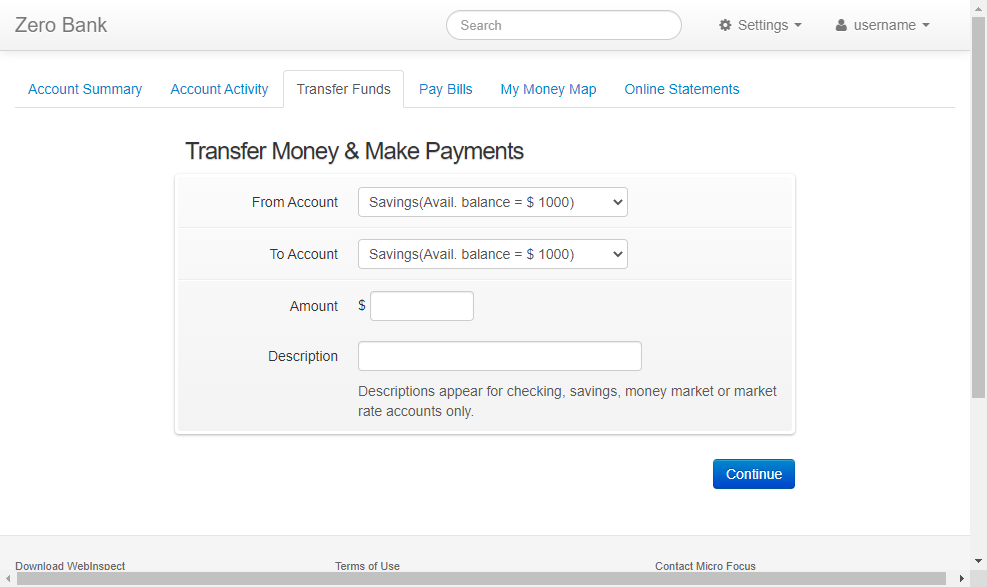 Zero Bank
Search
Settings
username
Account Summary
Account Activity
Transfer Funds
Pay Bills
My Money Map
Online Statements
Transfer Money & Make Payments
From Account
Savings(Avail. balance = $ 1000)
To Account
Savings(Avail. balance = $ 1000)
Amount
$
Description
Descriptions appear for checking, savings, money market or market
rate accounts only.
Continue
Download WebInspect
Terms of Use
Contact Micro Focus